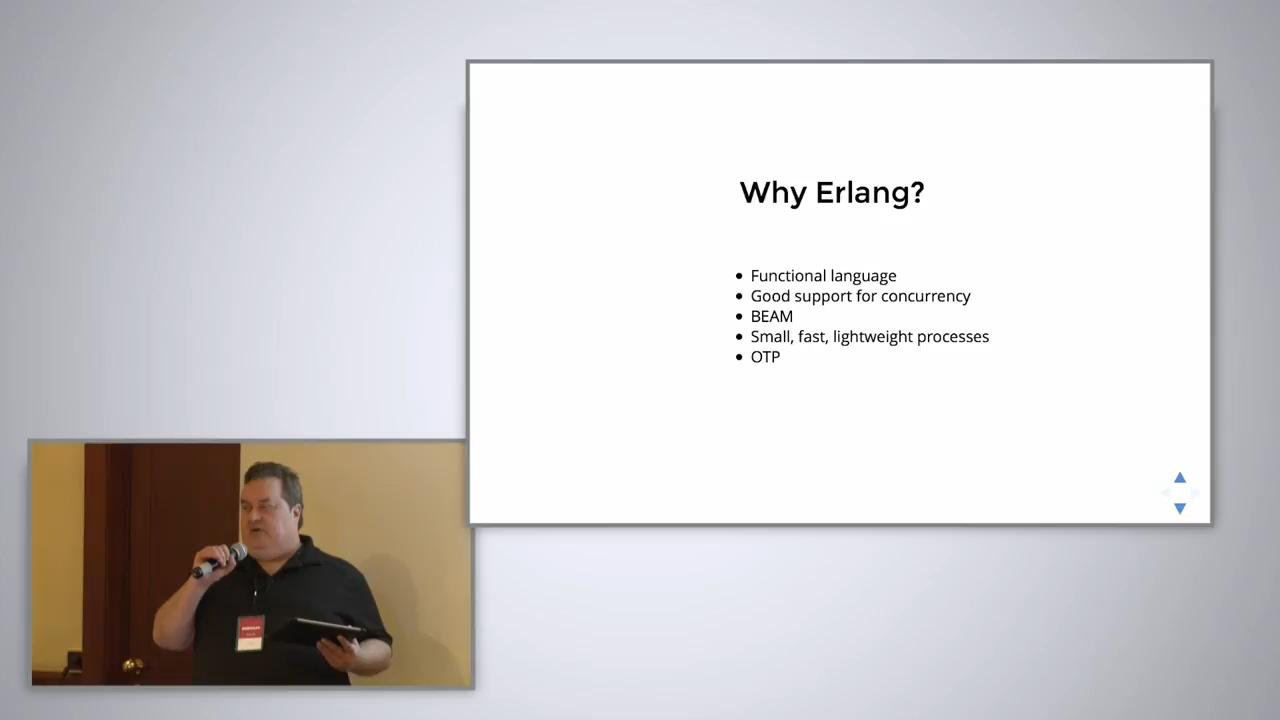 Why Erlang?
Functional language
Good support for concurrency
BEAM
Small, fast, lightweight processes
OTP